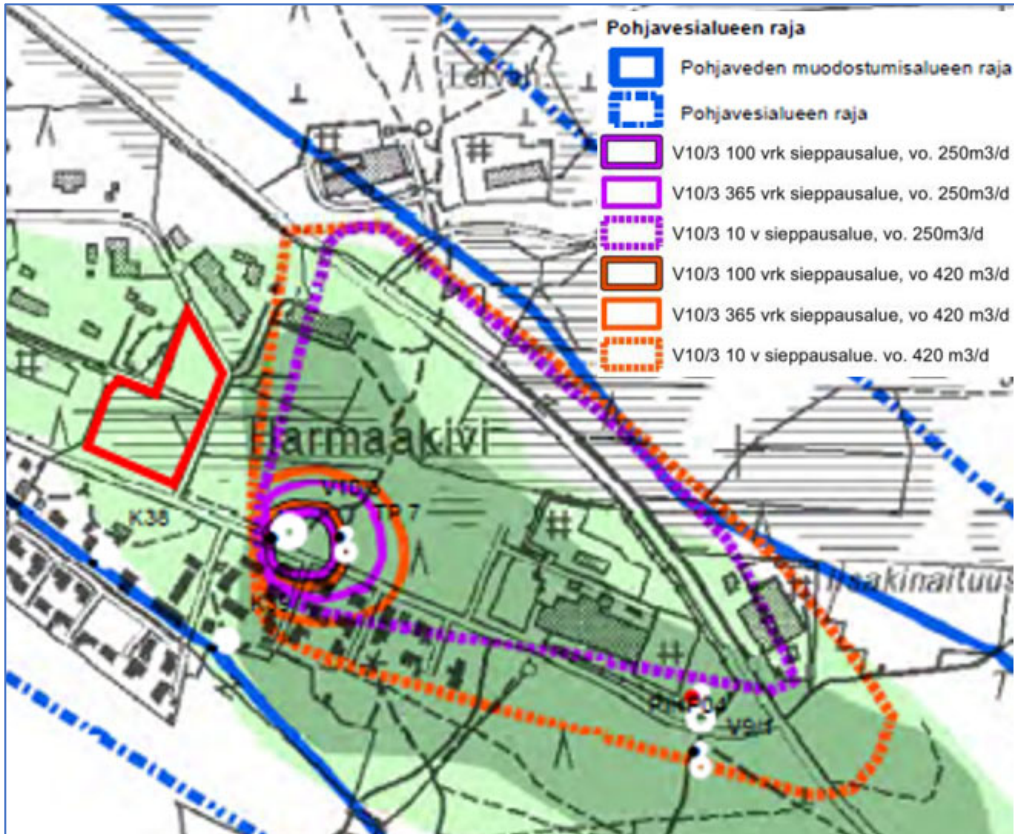 Pohjavesialueen raja
Pohjaveden muodostumisalueen raja
Pohjavesialueen raja
V10/3 100 vrk sieppausalue, vo. 250m3/d
V10/3 365 vrk sieppausalue, vo. 250m3/d
V10/3 10 v sieppausalue, vo. 250m3/d
V10/3 100 vrk sieppausalue, vo 420 m3/d
V10/3 365 vrk sieppausalue, vo 420 m3/d
V10/3 10 v sieppausalue. vo. 420 m3/d
Harmaakivi
TP 7
K38
Iisakinaituus